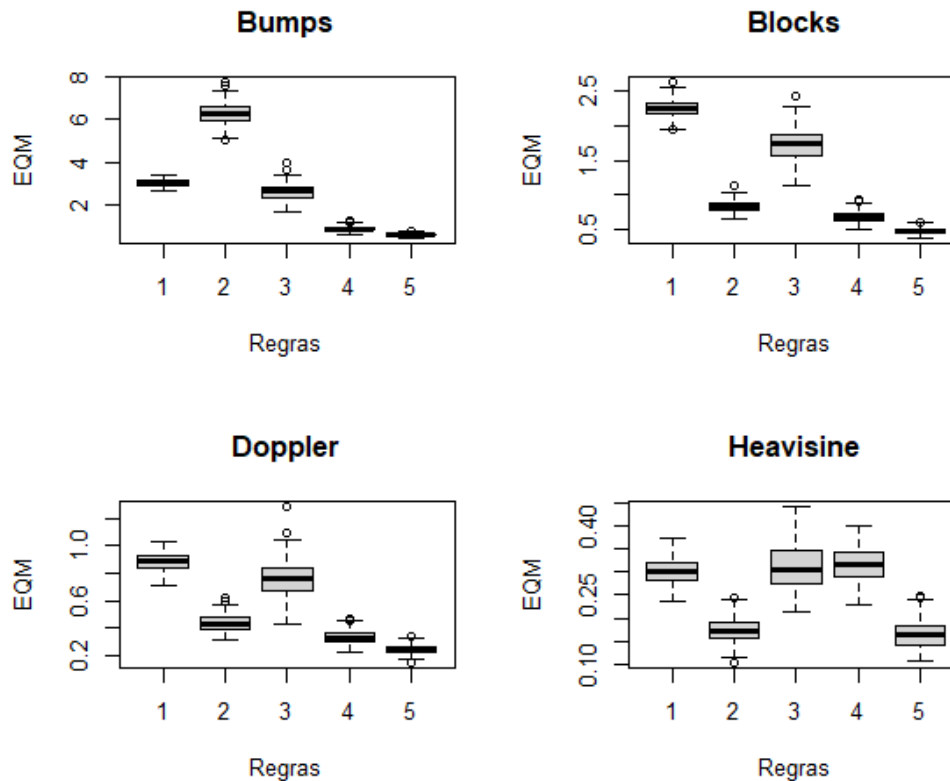 Bumps
EQM
8
6
4
2
1 2 3 4 5
Regras
Blocks
EQM
2.5
1.5
0.5
1 2 3 4 5
Regras
Doppler
EQM
1.0
0.6
0.2
1 2 3 4 5
Regras
Heavisine
EQM
0.40
0.25
0.10
1 2 3 4 5
Regras